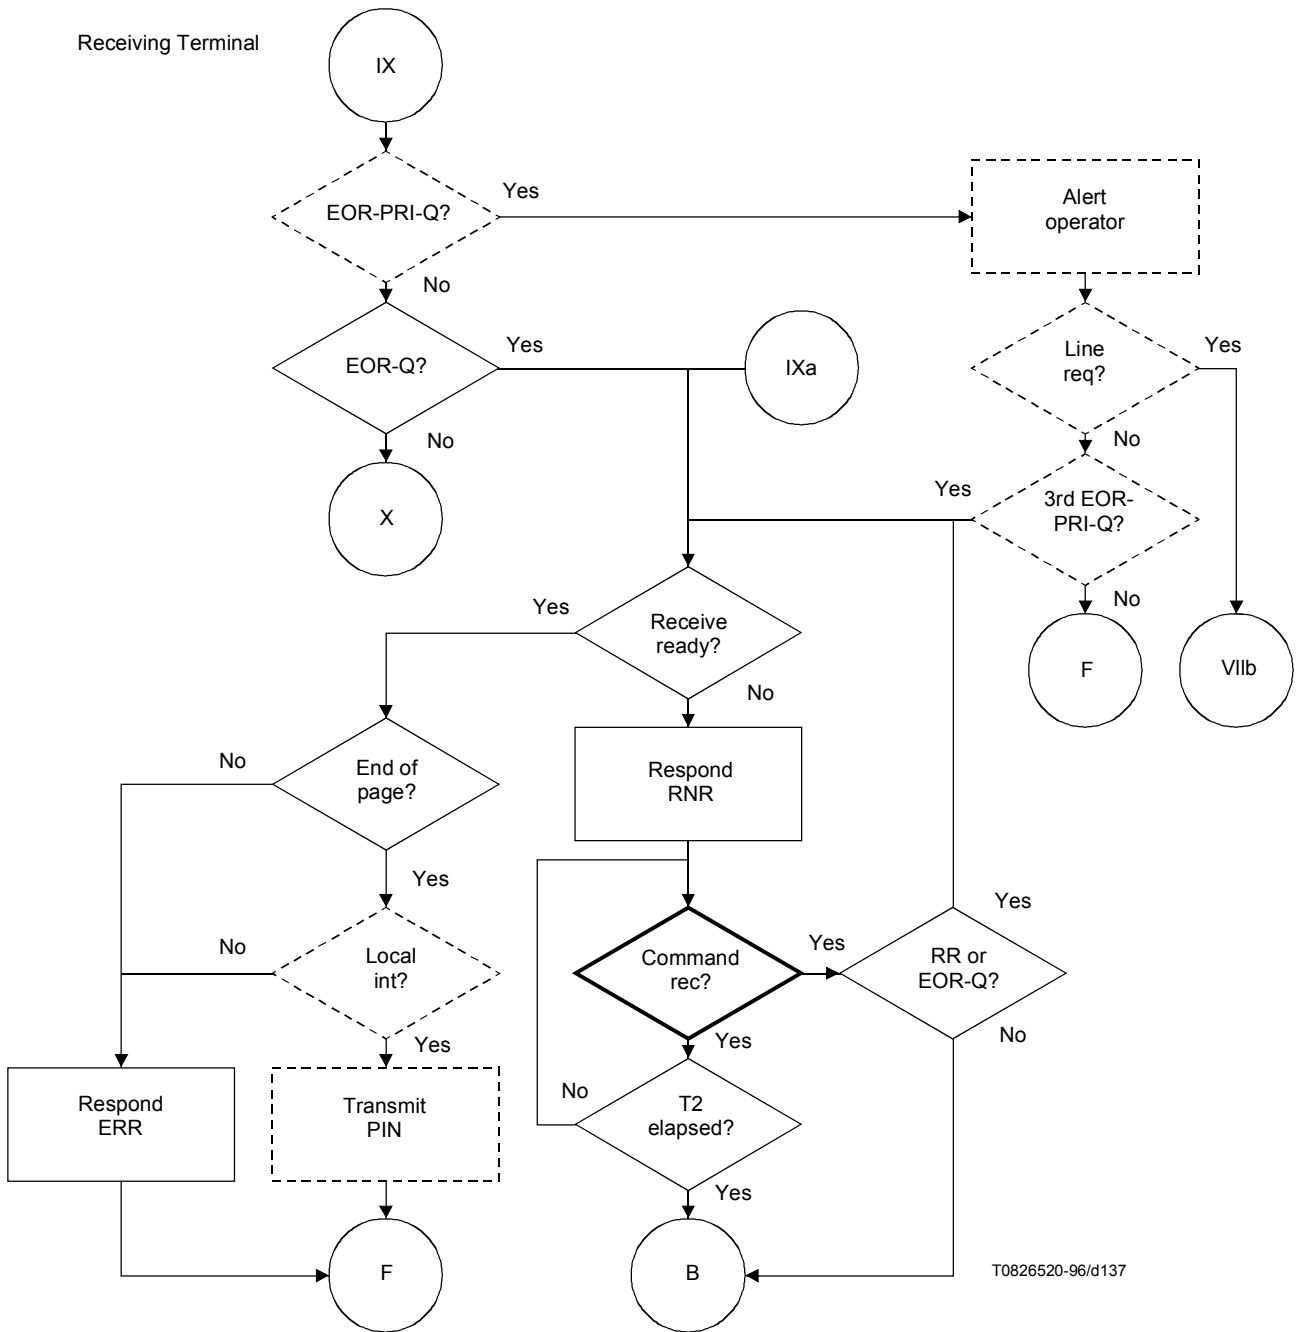 Receiving Terminal
IX
EOR-PRI-Q?
Yes
Alert
operator
No
EOR-Q?
Yes
IXa
Line
req?
Yes
No
No
X
Yes
3rd EOR-
PRI-Q?
No
F
VIIb
Yes
Receive
ready?
No
No
End of
page?
Respond
RNR
Yes
Yes
No
Local
int?
Command
rec?
Yes
RR or
EOR-Q?
Yes
Yes
No
Respond
ERR
Transmit
PIN
No
T2
elapsed?
Yes
F
B
T0826520-96/d137